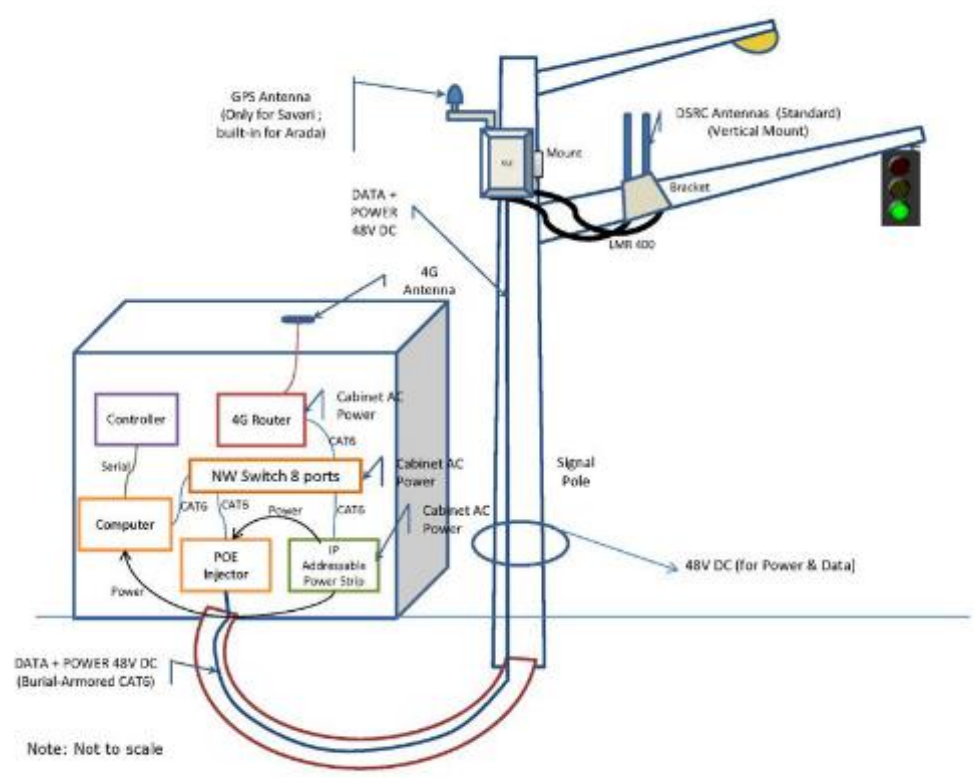 GPS Antenna
(Only for Savari ;
built-in for Arada)
DSRC Antennas (Standard)
(Vertical Mount)
Mount
Bracket
DATA +
POWER
48V DC
LMR 400
4G
Antenna
Controller
4G Router
Cabinet AC
Power
CAT6
Serial
NW Switch 8 ports
Cabinet AC
Power
Signal
Pole
CAT6
CAT6
Power
CAT6
Cabinet AC
Power
Computer
POE
Injector
IP
Addressable
Power Strip
48V DC (for Power & Data)
Power
DATA + POWER 48V DC
(Burial-Armored CAT6)
Note: Not to scale